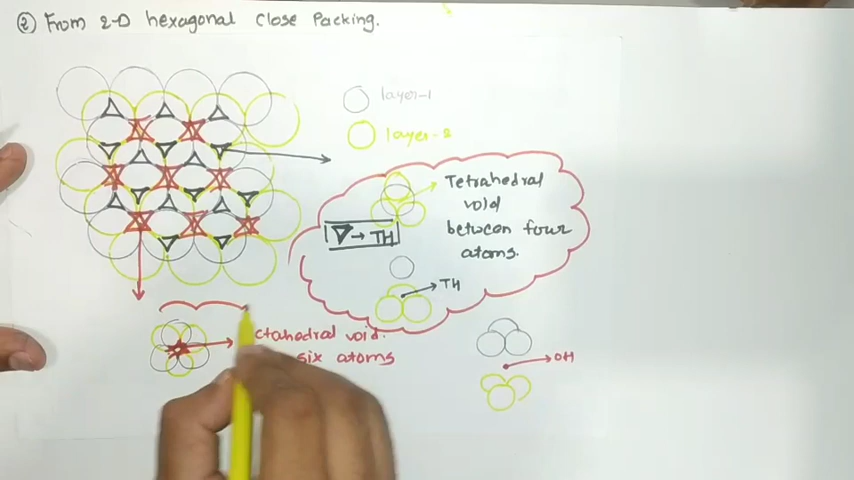 ② From 2-D hexagonal Close Packing.
layer-1
layer-2
Tetrahedral
void
between four
atoms.
▽→ TH
TH
ctahedral void.
six atoms
OH